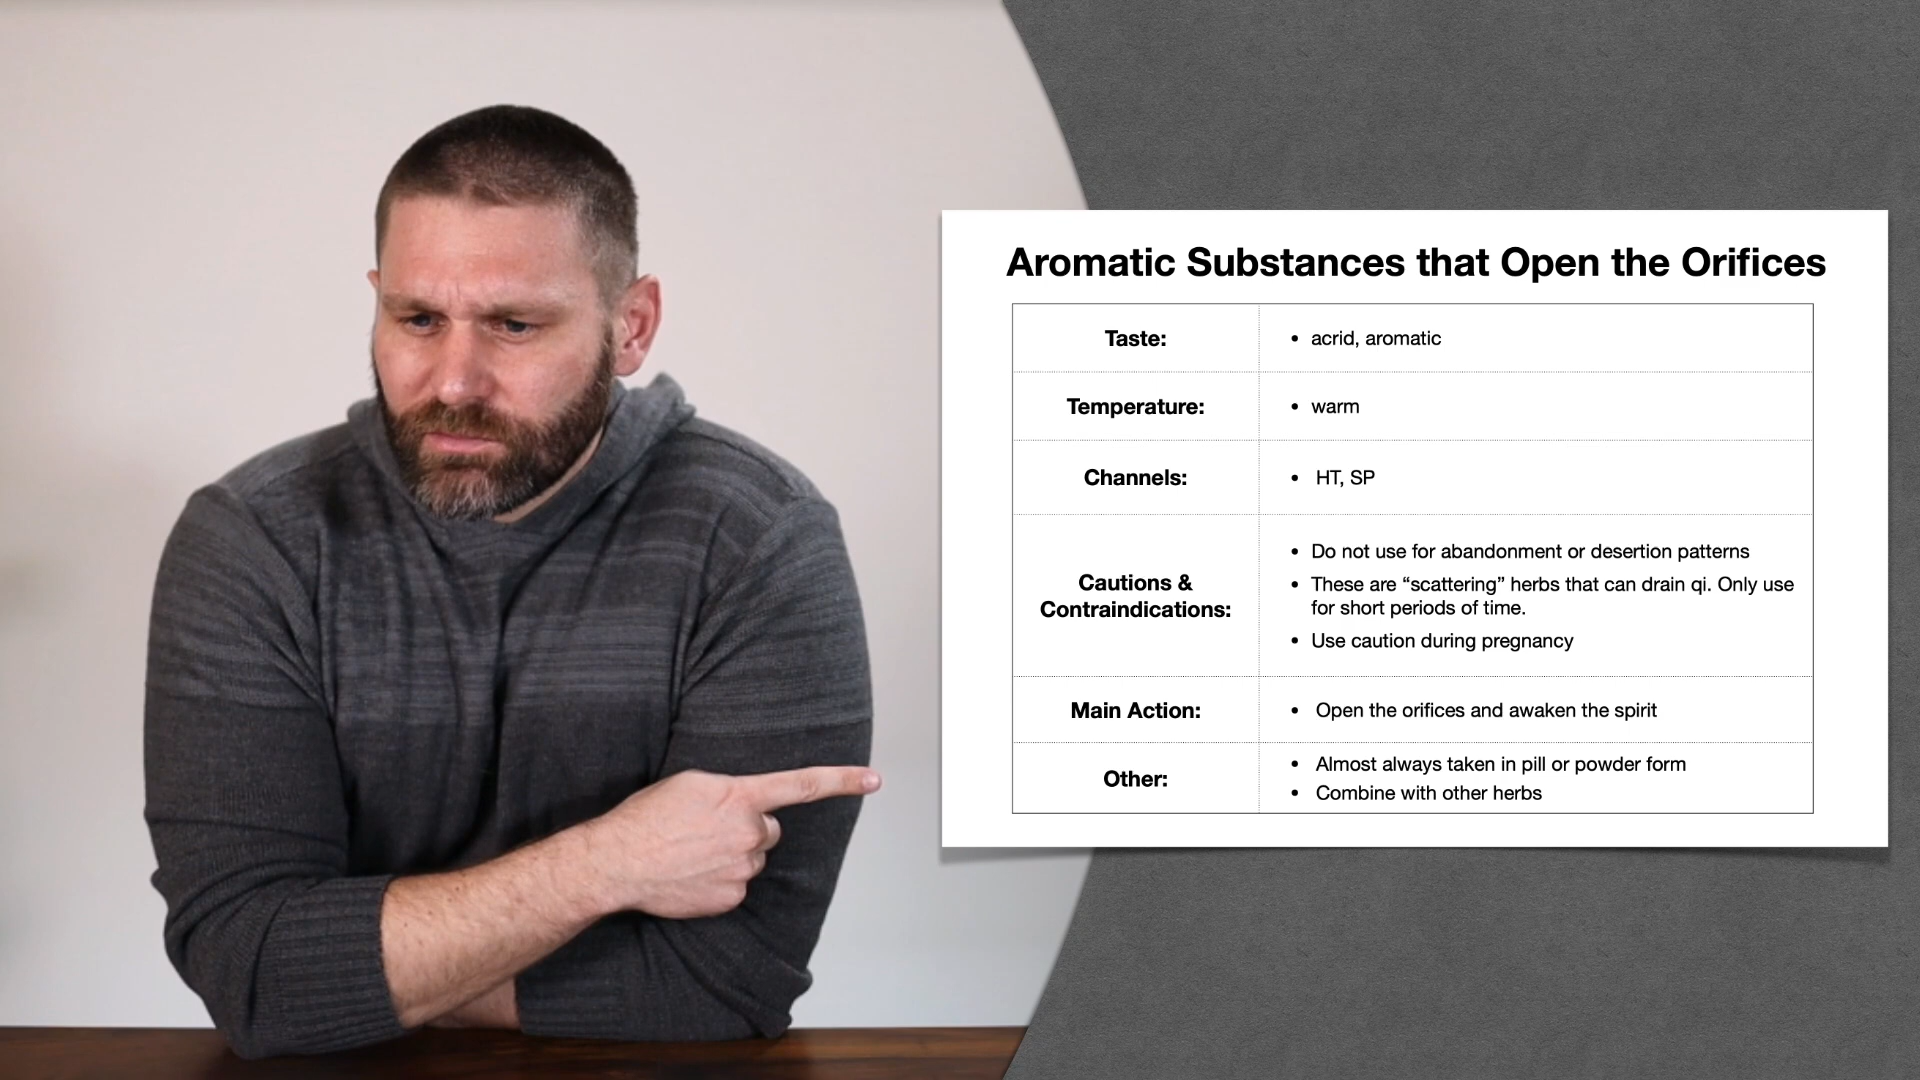 Aromatic Substances that Open the Orifices
Taste:
• acrid, aromatic
Temperature:
• warm
Channels:
• HT, SP
Cautions &
Contraindications:
• Do not use for abandonment or desertion patterns
• These are “scattering” herbs that can drain qi. Only use
for short periods of time.
• Use caution during pregnancy
Main Action:
• Open the orifices and awaken the spirit
Other:
• Almost always taken in pill or powder form
• Combine with other herbs